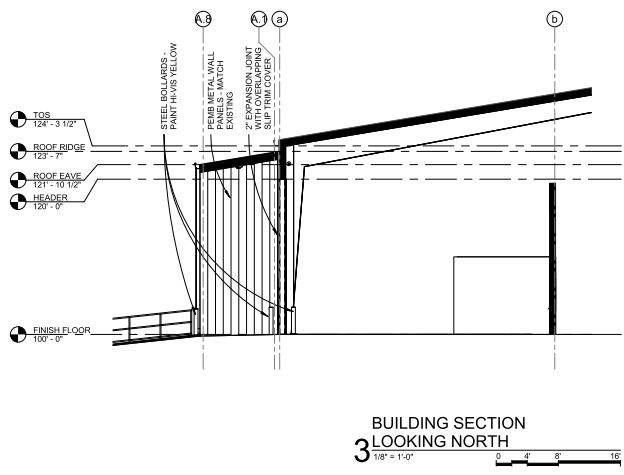 A.8
A.1
a
b
STEEL BOLLARDS -
PAINT HI-VIS YELLOW
PEMB METAL WALL
PANELS - MATCH
EXISTING
2" EXPANSION JOINT
WITH OVERLAPPING
SLIP TRIM COVER
TOS
124' - 3 1/2"
ROOF RIDGE
123' - 7"
ROOF EAVE
121' - 10 1/2"
HEADER
120' - 0"
FINISH FLOOR
100' - 0"
BUILDING SECTION
LOOKING NORTH
3
1/8" = 1'-0"
0 4' 8' 16'